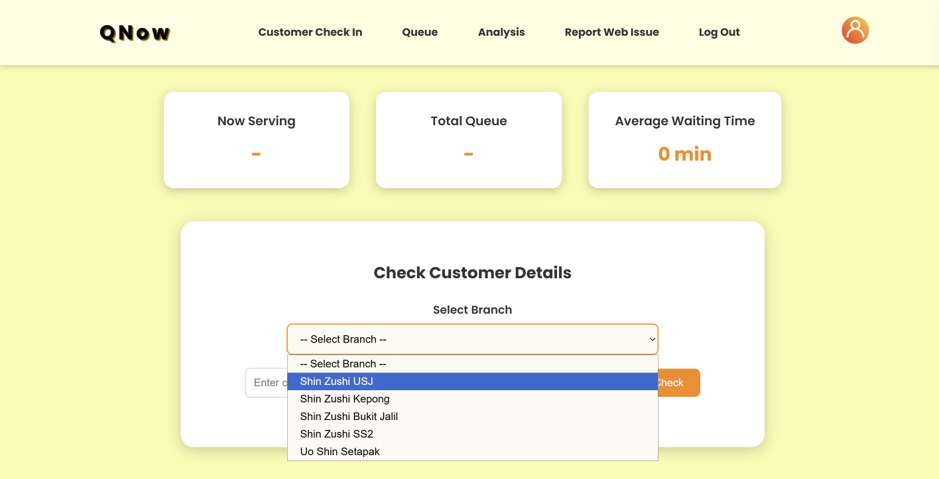 QNow
Customer Check In Queue Analysis Report Web Issue Log Out
Now Serving
-
Total Queue
-
Average Waiting Time
0 min
Check Customer Details
Select Branch
-- Select Branch --
-- Select Branch --
Shin Zushi USJ
Shin Zushi Kepong
Shin Zushi Bukit Jalil
Shin Zushi SS2
Uo Shin Setapak
Enter
Check